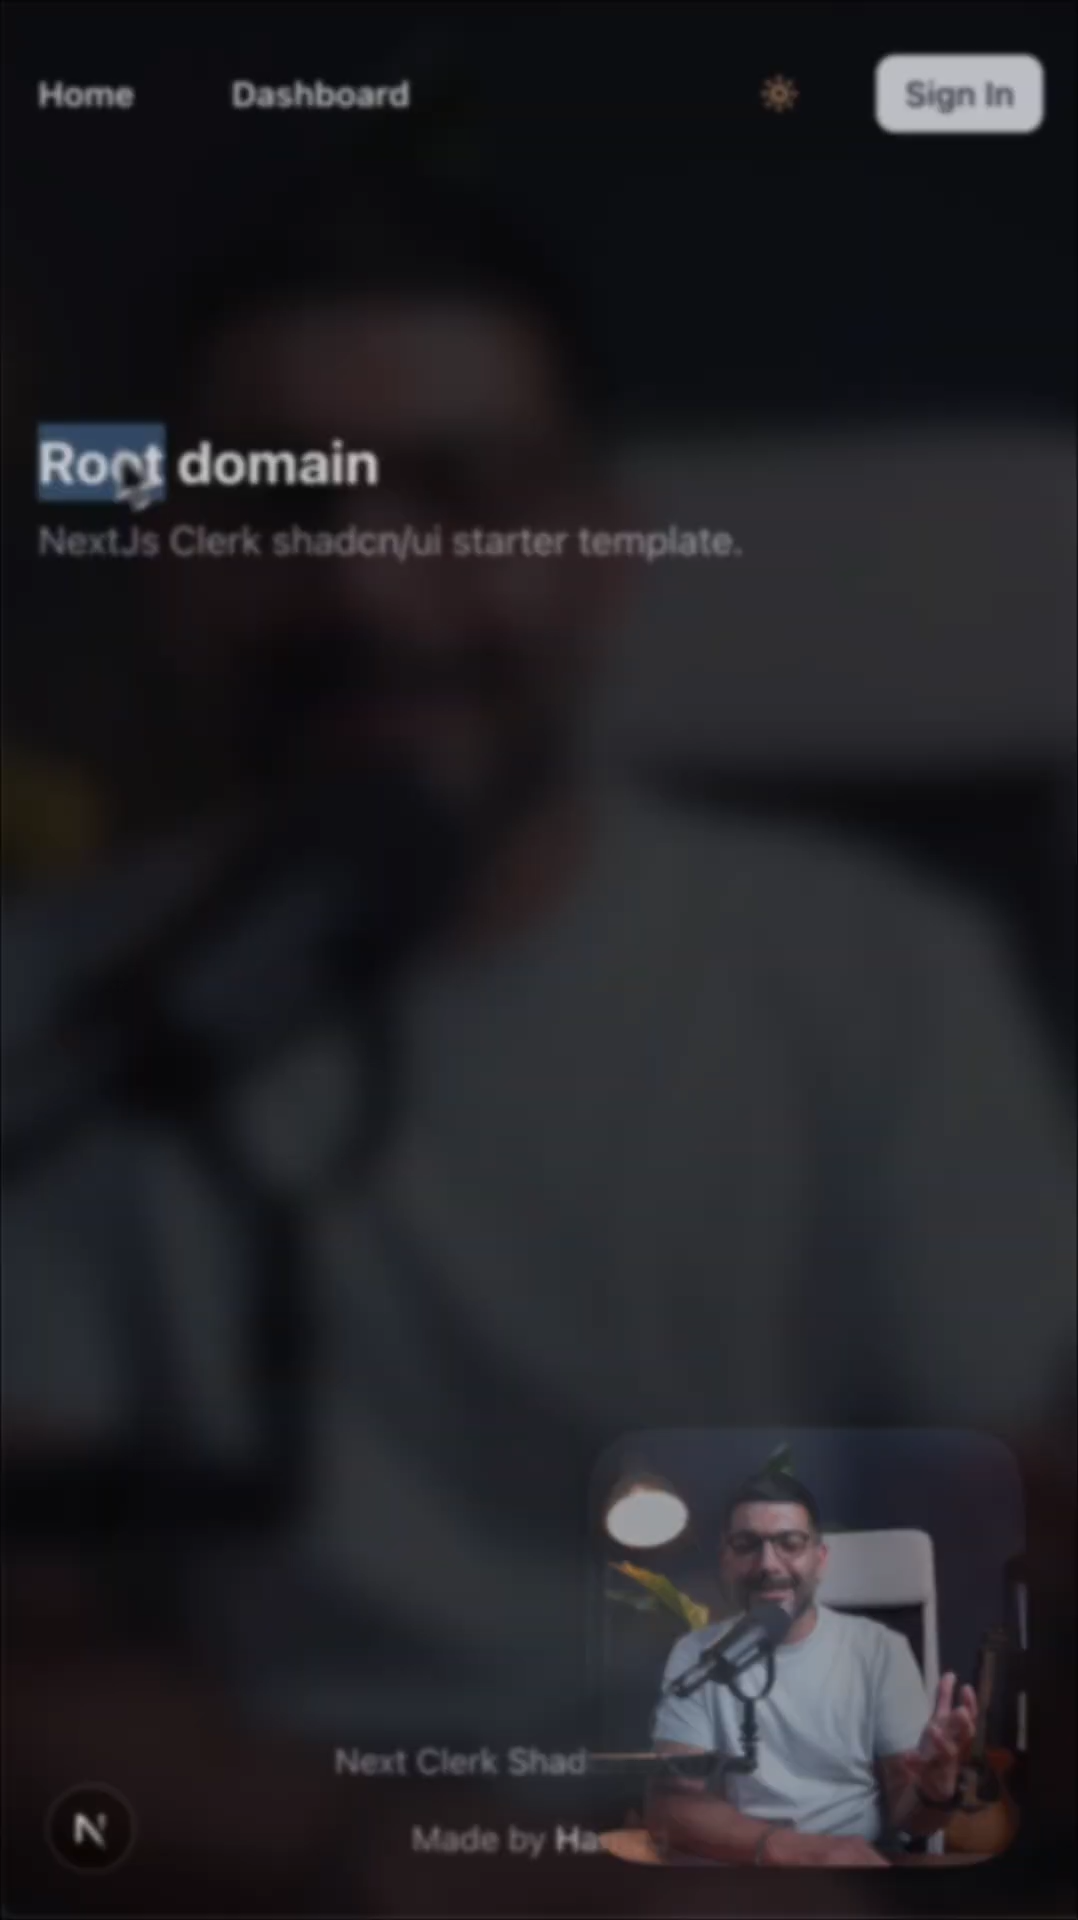 Home Dashboard Sign In
Root domain
NextJs Clerk shadcn/ui starter template.
Next Clerk Shad
Made by
N